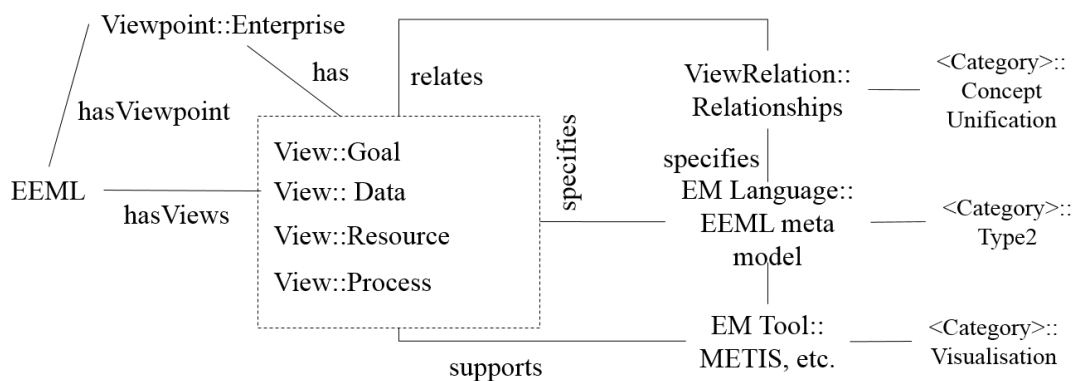 Viewpoint::Enterprise
has
relates
hasViewpoint
EEML
hasViews
View::Goal
View:: Data
View::Resource
View::Process
specifies
supports
ViewRelation::
Relationships
specifies
EM Language::
EEML meta
model
EM Tool::
METIS, etc.
<Category>::
Concept
Unification
<Category>::
Type2
<Category>::
Visualisation